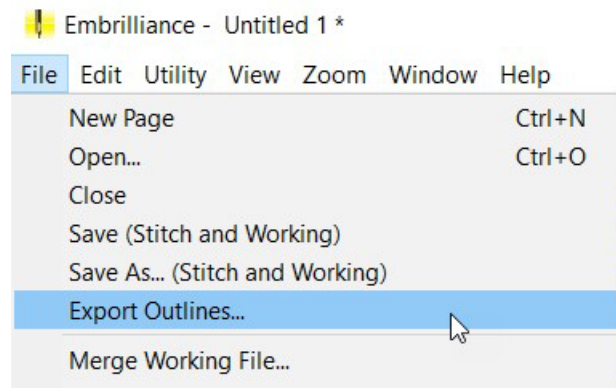 Embrilliance - Untitled 1 *
File Edit Utility View Zoom Window Help
New Page Ctrl+N
Open... Ctrl+O
Close
Save (Stitch and Working)
Save As... (Stitch and Working)
Export Outlines...
Merge Working File...